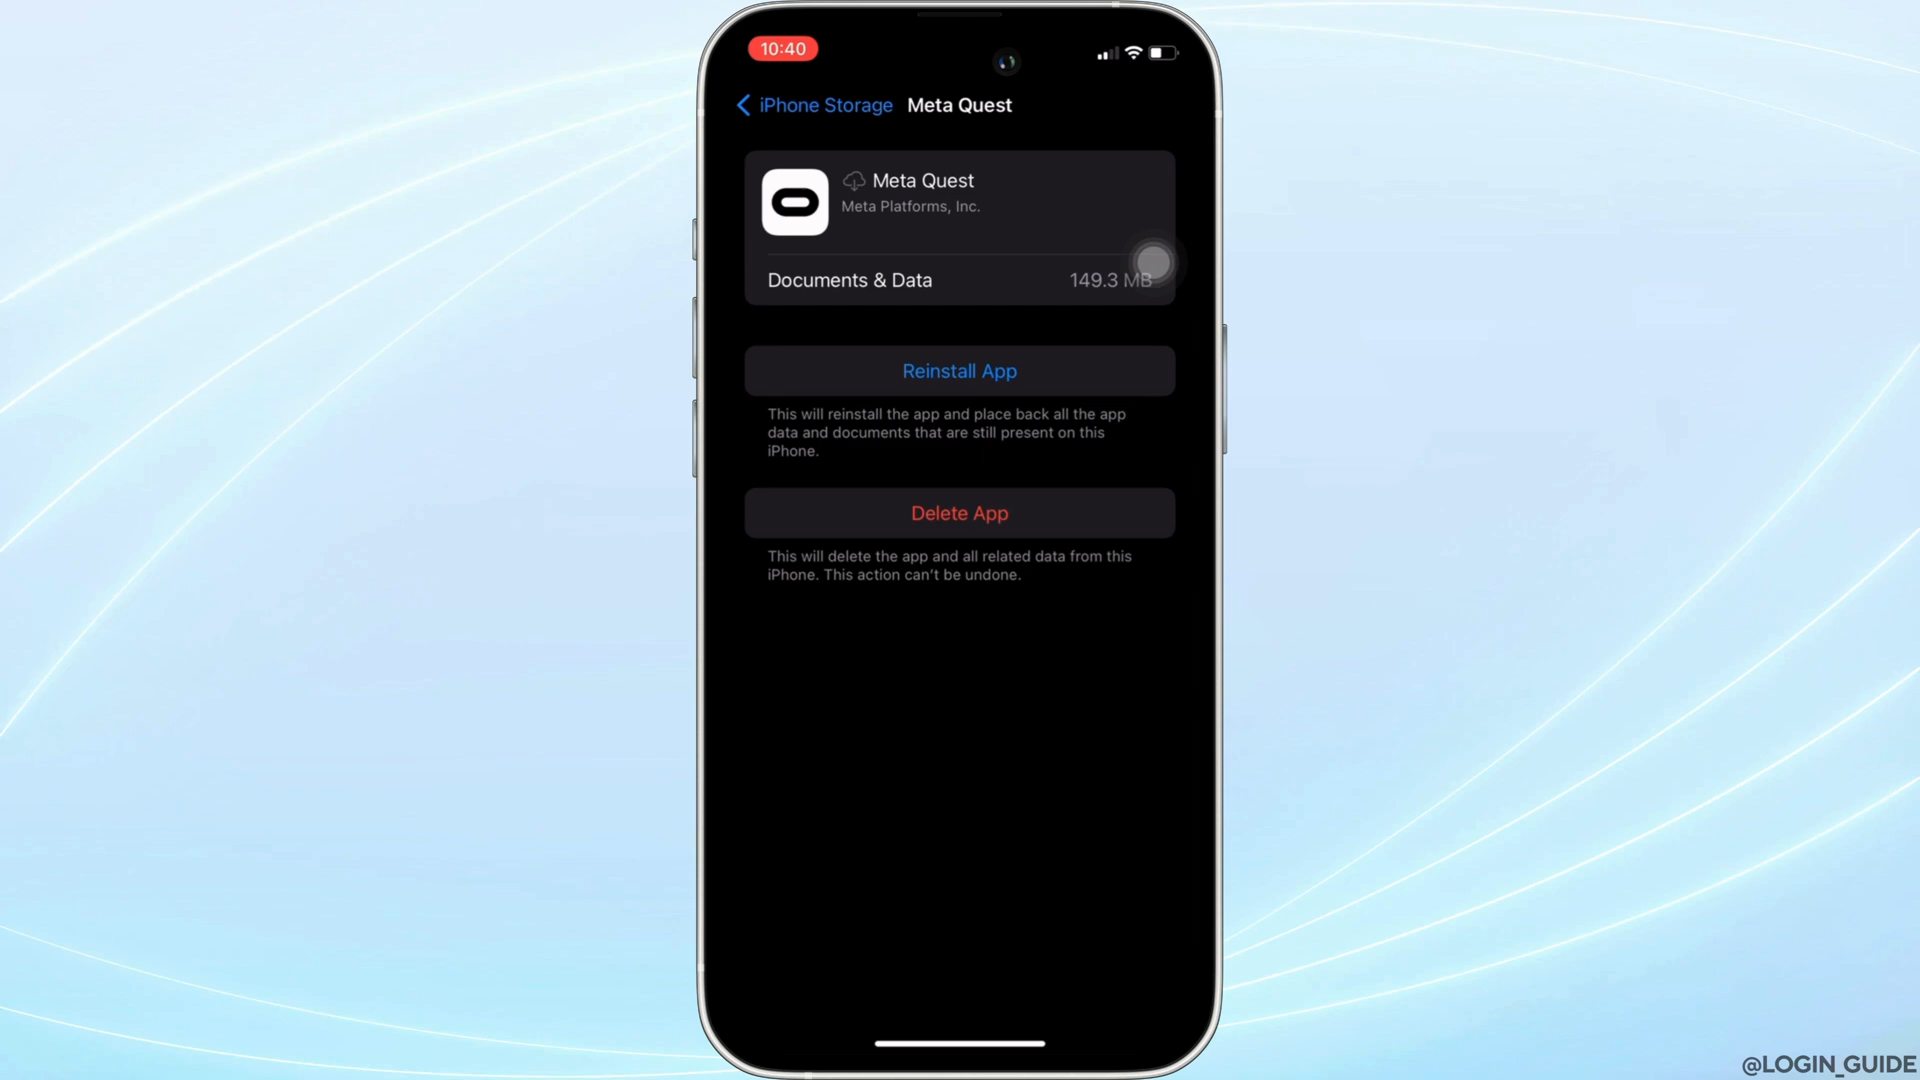 10:40
iPhone Storage Meta Quest
Meta Quest
Meta Platforms, Inc.
Documents & Data 149.3 MB
Reinstall App
This will reinstall the app and place back all the app
data and documents that are still present on this
iPhone.
Delete App
This will delete the app and all related data from this
iPhone. This action can't be undone.
@LOGIN_GUIDE